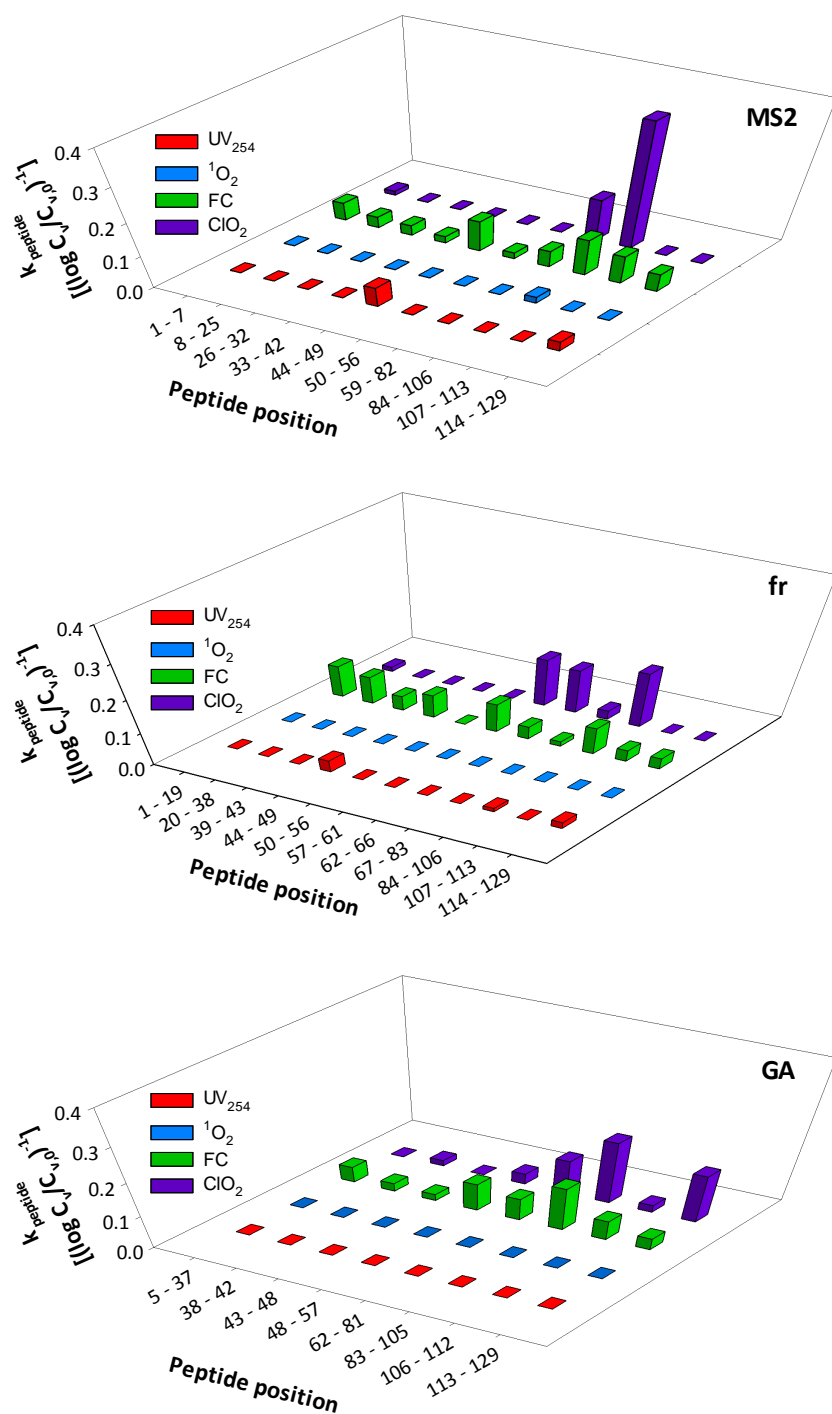 MS2
UV254
1O2
FC
ClO2
0.4
0.3
0.2
0.1
0.0
kpeptide
[(log Cv/Cv,0)-1]
1 - 7
8 - 25
26 - 32
33 - 42
44 - 49
50 - 56
59 - 82
84 - 106
107 - 113
114 - 129
Peptide position
fr
UV254
1O2
FC
ClO2
0.4
0.3
0.2
0.1
0.0
kpeptide
[(log Cv/Cv,0)-1]
1 - 19
20 - 38
39 - 43
44 - 49
50 - 56
57 - 61
62 - 66
67 - 83
84 - 106
107 - 113
114 - 129
Peptide position
GA
UV254
1O2
FC
ClO2
0.4
0.3
0.2
0.1
0.0
kpeptide
[(log Cv/Cv,0)-1]
5 - 37
38 - 42
43 - 48
48 - 57
62 - 81
83 - 105
106 - 112
113 - 129
Peptide position